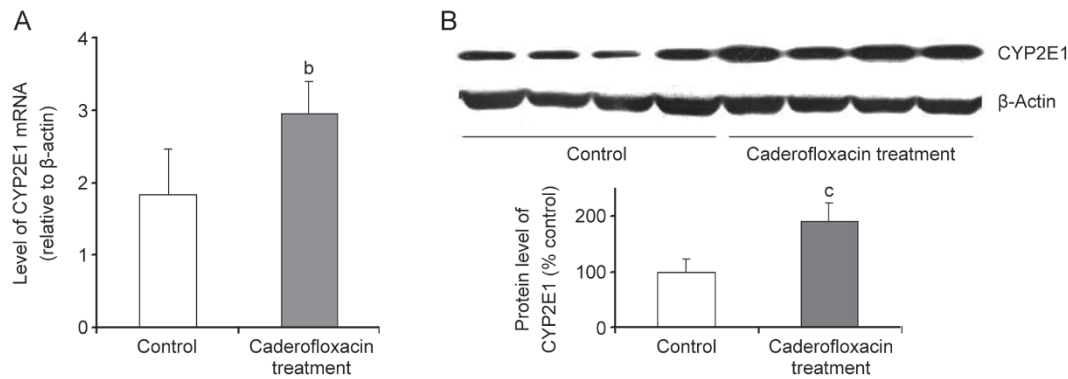 A
Level of CYP2E1 mRNA
(relative to β-actin)
4
3
2
1
0
b
Control
Caderofloxacin
treatment
B
CYP2E1
β-Actin
Control
Caderofloxacin treatment
Protein level of
CYP2E1 (% control)
200
100
0
c
Control
Caderofloxacin
treatment